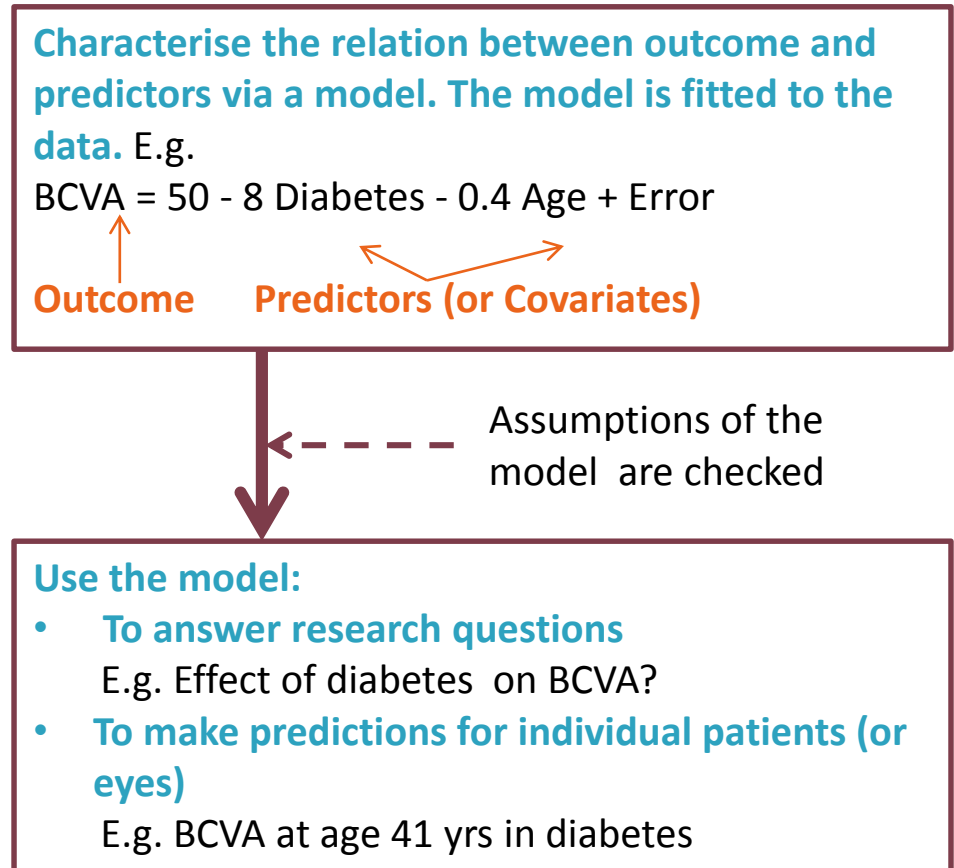 Characterise the relation between outcome and
predictors via a model. The model is fitted to the
data. E.g.
BCVA = 50 - 8 Diabetes - 0.4 Age + Error
Outcome Predictors (or Covariates)
Assumptions of the
model are checked
Use the model:
• To answer research questions
E.g. Effect of diabetes on BCVA?
• To make predictions for individual patients (or
eyes)
E.g. BCVA at age 41 yrs in diabetes